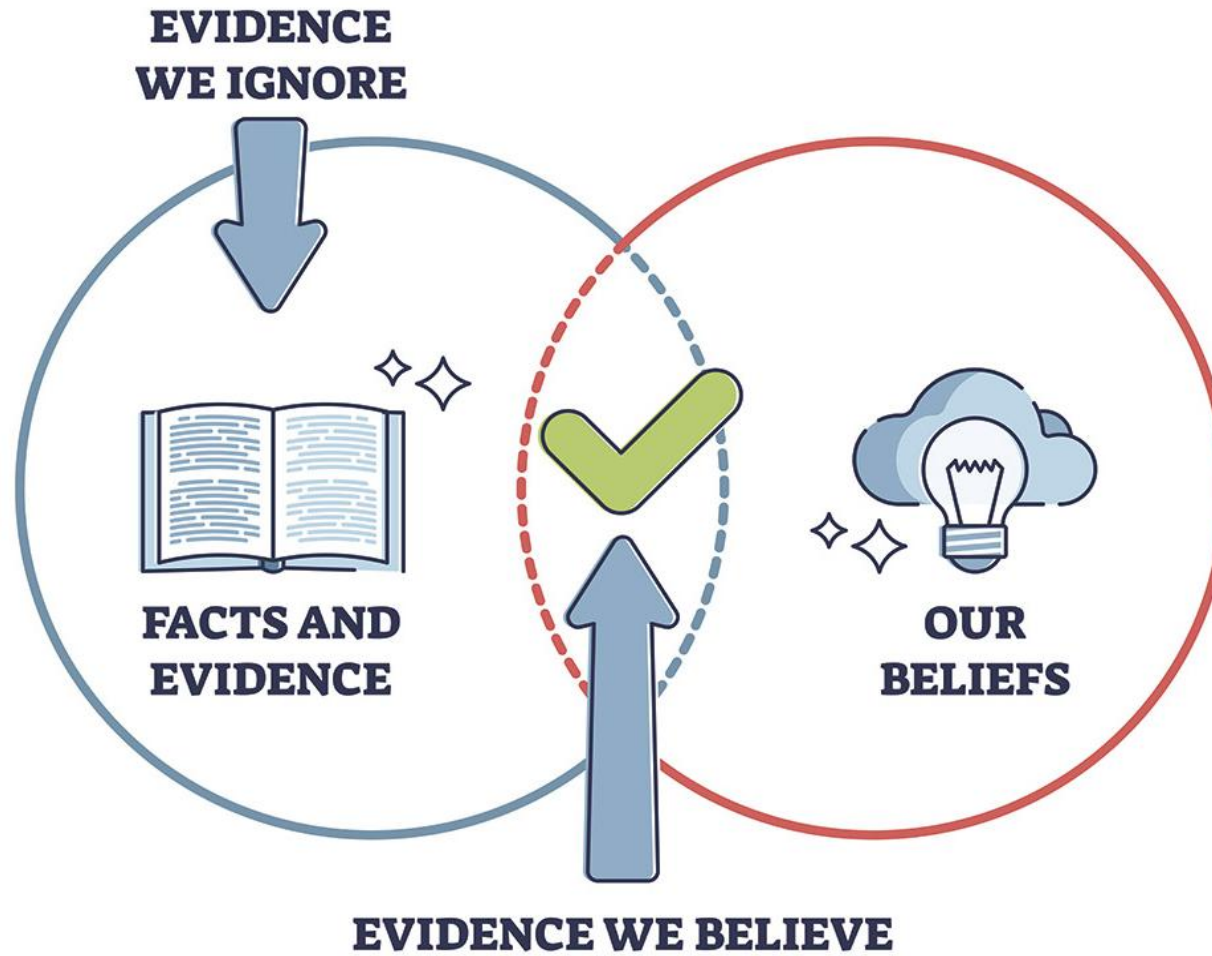 EVIDENCE
WE IGNORE
FACTS AND
EVIDENCE
OUR
BELIEFS
EVIDENCE WE BELIEVE